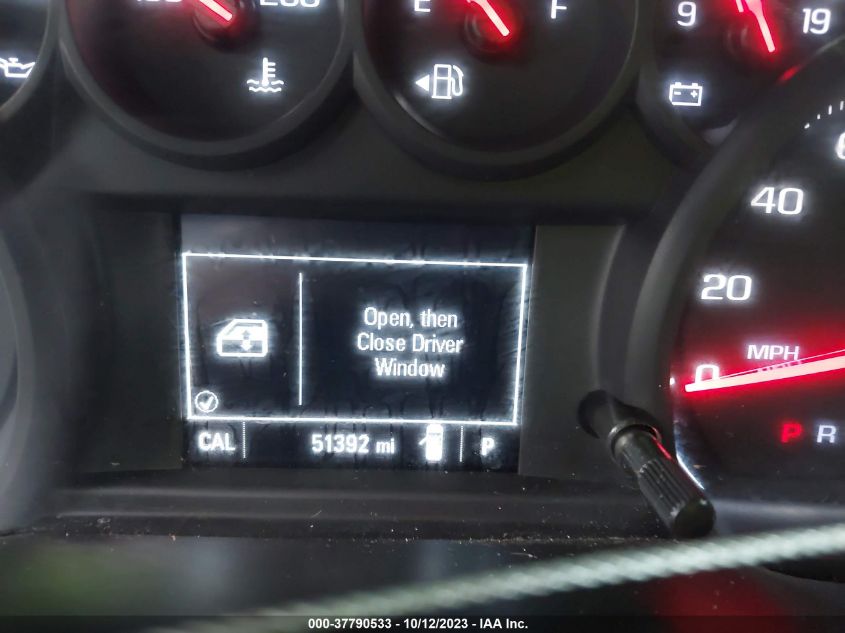 E F
9 19
40
20
0
MPH
P R
Open, then
Close Driver
Window
CAL 51392 mi P
000-37790533 - 10/12/2023 - IAA Inc.